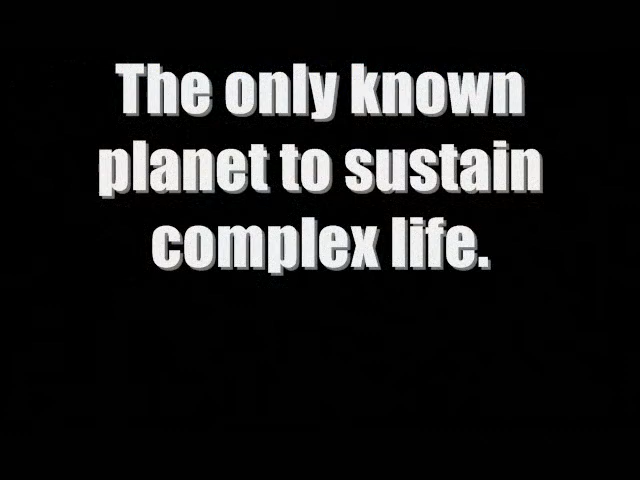 The only known
planet to sustain
complex life.